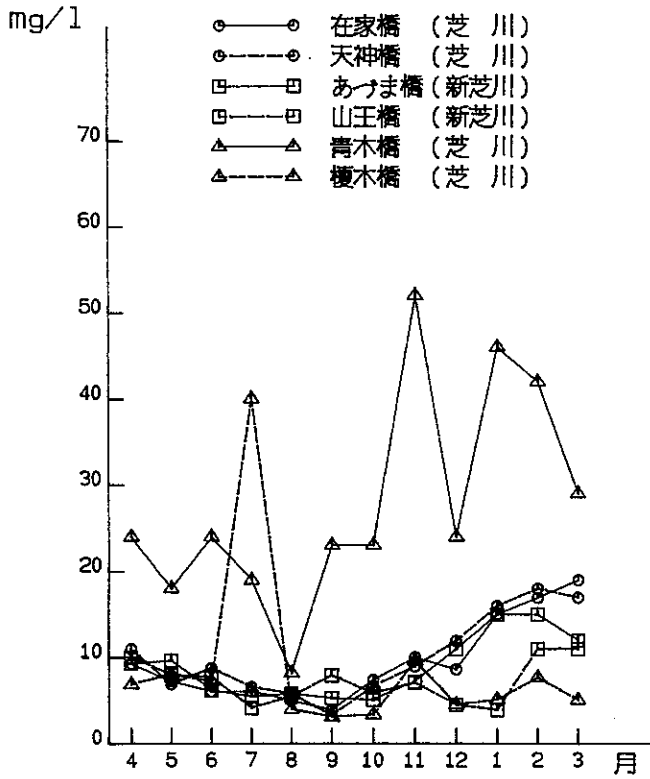 mg/l
在家橋 (芝 川)
天神橋 (芝 川)
あづま橋 (新芝川)
山王橋 (新芝川)
青木橋 (芝 川)
榎木橋 (芝 川)
70
60
50
40
30
20
10
0
4 5 6 7 8 9 10 11 12 1 2 3 月